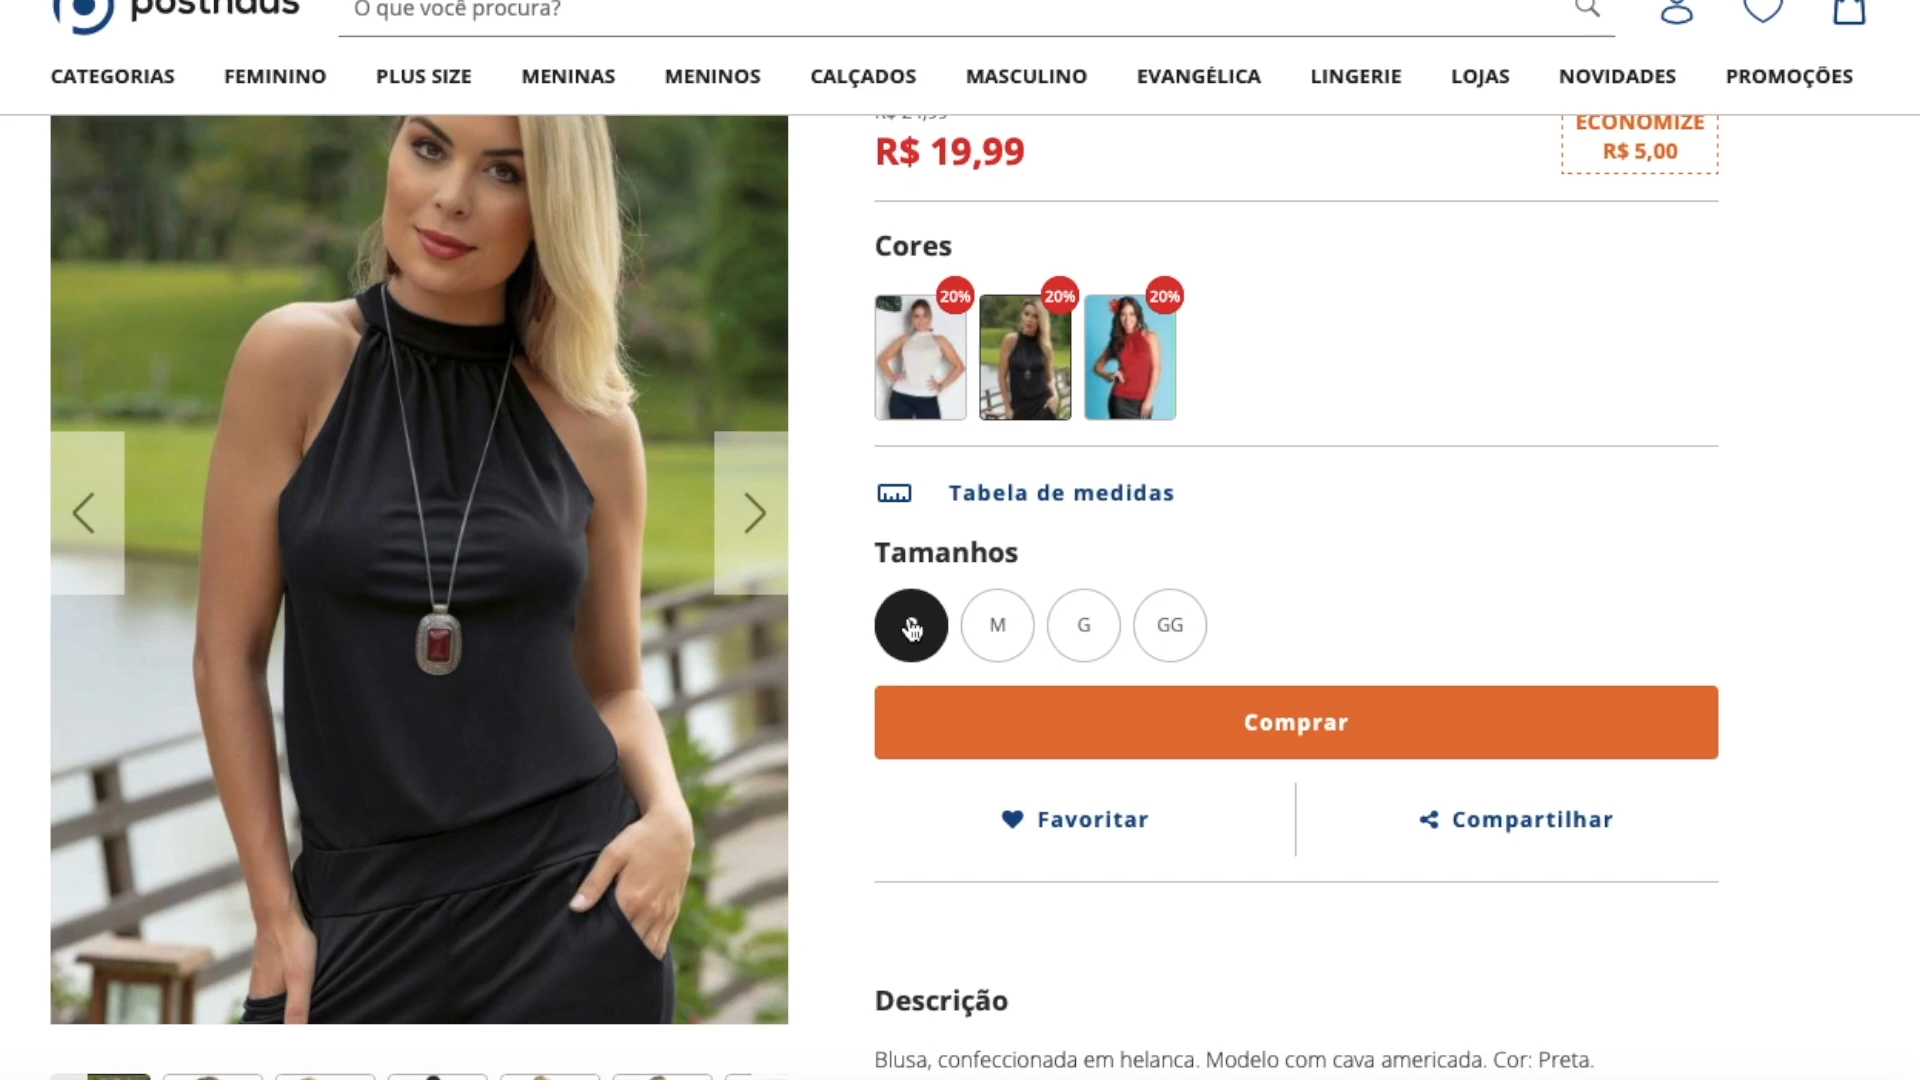 posthaus
O que você procura?
CATEGORIAS FEMININO PLUS SIZE MENINAS MENINOS CALÇADOS MASCULINO EVANGÉLICA LINGERIE LOJAS NOVIDADES PROMOÇÕES
R$ 19,99
ECONOMIZE
R$ 5,00
Cores
20% 20% 20%
Tabela de medidas
Tamanhos
M G GG
Comprar
Favoritar
Compartilhar
Descrição
Blusa, confeccionada em helanca. Modelo com cava americada. Cor: Preta.